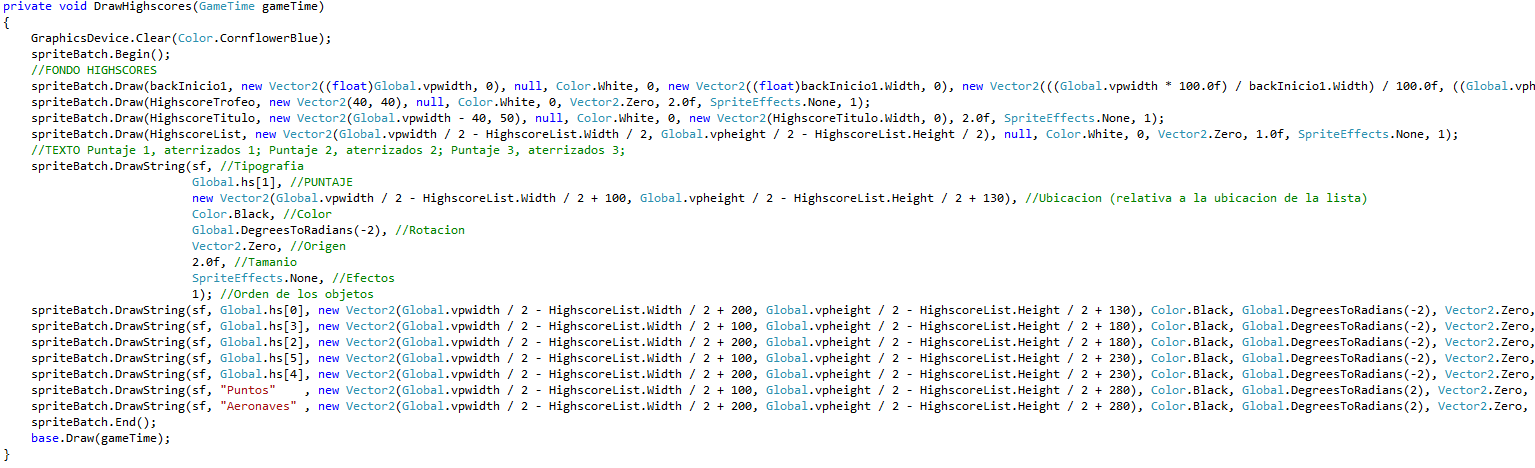 private void DrawHighscores(GameTime gameTime)
{
    GraphicsDevice.Clear(Color.CornflowerBlue);
    spriteBatch.Begin();
    //FONDO HIGHSCORES
    spriteBatch.Draw(backInicio1, new Vector2((float)Global.vpwidth, 0), null, Color.White, 0, new Vector2((float)backInicio1.Width, 0), new Vector2(((Global.vpwidth * 100.0f) / backInicio1.Width) / 100.0f, ((Global.vph
    spriteBatch.Draw(HighscoreTrofeo, new Vector2(40, 40), null, Color.White, 0, Vector2.Zero, 2.0f, SpriteEffects.None, 1);
    spriteBatch.Draw(HighscoreTitulo, new Vector2(Global.vpwidth - 40, 50), null, Color.White, 0, new Vector2(HighscoreTitulo.Width, 0), 2.0f, SpriteEffects.None, 1);
    spriteBatch.Draw(HighscoreList, new Vector2(Global.vpwidth / 2 - HighscoreList.Width / 2, Global.vpheight / 2 - HighscoreList.Height / 2), null, Color.White, 0, Vector2.Zero, 1.0f, SpriteEffects.None, 1);
    //TEXTO Puntaje 1, aterrizados 1; Puntaje 2, aterrizados 2; Puntaje 3, aterrizados 3;
    spriteBatch.DrawString(sf, //Tipografia
                           Global.hs[1], //PUNTAJE
                           new Vector2(Global.vpwidth / 2 - HighscoreList.Width / 2 + 100, Global.vpheight / 2 - HighscoreList.Height / 2 + 130), //Ubicacion (relativa a la ubicacion de la lista)
                           Color.Black, //Color
                           Global.DegreesToRadians(-2), //Rotacion
                           Vector2.Zero, //Origen
                           2.0f, //Tamanio
                           SpriteEffects.None, //Efectos
                           1); //Orden de los objetos
    spriteBatch.DrawString(sf, Global.hs[0], new Vector2(Global.vpwidth / 2 - HighscoreList.Width / 2 + 200, Global.vpheight / 2 - HighscoreList.Height / 2 + 130), Color.Black, Global.DegreesToRadians(-2), Vector2.Zero,
    spriteBatch.DrawString(sf, Global.hs[3], new Vector2(Global.vpwidth / 2 - HighscoreList.Width / 2 + 100, Global.vpheight / 2 - HighscoreList.Height / 2 + 180), Color.Black, Global.DegreesToRadians(-2), Vector2.Zero,
    spriteBatch.DrawString(sf, Global.hs[2], new Vector2(Global.vpwidth / 2 - HighscoreList.Width / 2 + 200, Global.vpheight / 2 - HighscoreList.Height / 2 + 180), Color.Black, Global.DegreesToRadians(-2), Vector2.Zero,
    spriteBatch.DrawString(sf, Global.hs[5], new Vector2(Global.vpwidth / 2 - HighscoreList.Width / 2 + 100, Global.vpheight / 2 - HighscoreList.Height / 2 + 230), Color.Black, Global.DegreesToRadians(-2), Vector2.Zero,
    spriteBatch.DrawString(sf, Global.hs[4], new Vector2(Global.vpwidth / 2 - HighscoreList.Width / 2 + 200, Global.vpheight / 2 - HighscoreList.Height / 2 + 230), Color.Black, Global.DegreesToRadians(-2), Vector2.Zero,
    spriteBatch.DrawString(sf, "Puntos"    , new Vector2(Global.vpwidth / 2 - HighscoreList.Width / 2 + 100, Global.vpheight / 2 - HighscoreList.Height / 2 + 280), Color.Black, Global.DegreesToRadians(2), Vector2.Zero,
    spriteBatch.DrawString(sf, "Aeronaves" , new Vector2(Global.vpwidth / 2 - HighscoreList.Width / 2 + 200, Global.vpheight / 2 - HighscoreList.Height / 2 + 280), Color.Black, Global.DegreesToRadians(2), Vector2.Zero,
    spriteBatch.End();
    base.Draw(gameTime);
}